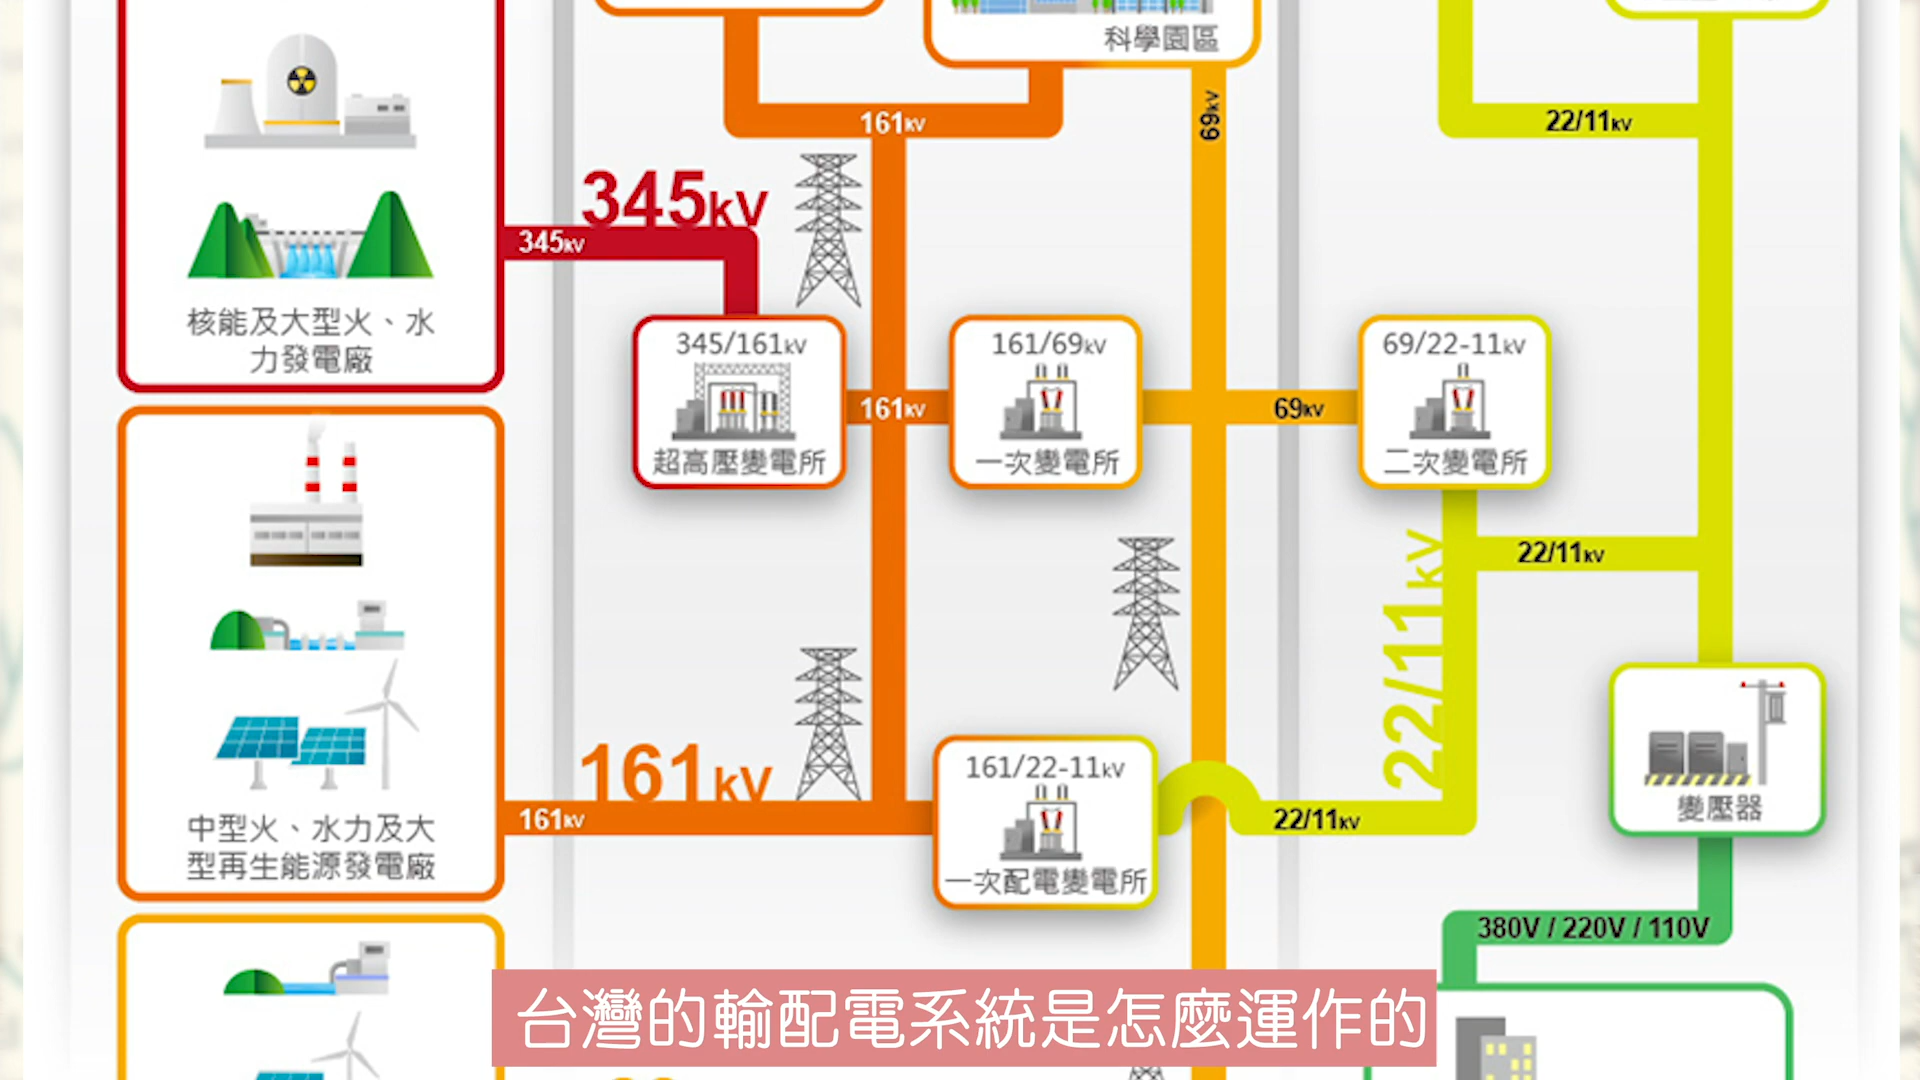 科學園區
161kV
69kV
22/11kV
345kV
345kV
核能及大型火、水
力發電廠
345/161kV
超高壓變電所
161kV
161/69kV
一次變電所
69kV
69/22-11kV
二次變電所
22/11kV
22/11kV
161kV
161kV
中型火、水力及大
型再生能源發電廠
161/22-11kV
一次配電變電所
22/11kV
變壓器
380V / 220V / 110V
台灣的輸配電系統是怎麼運作的